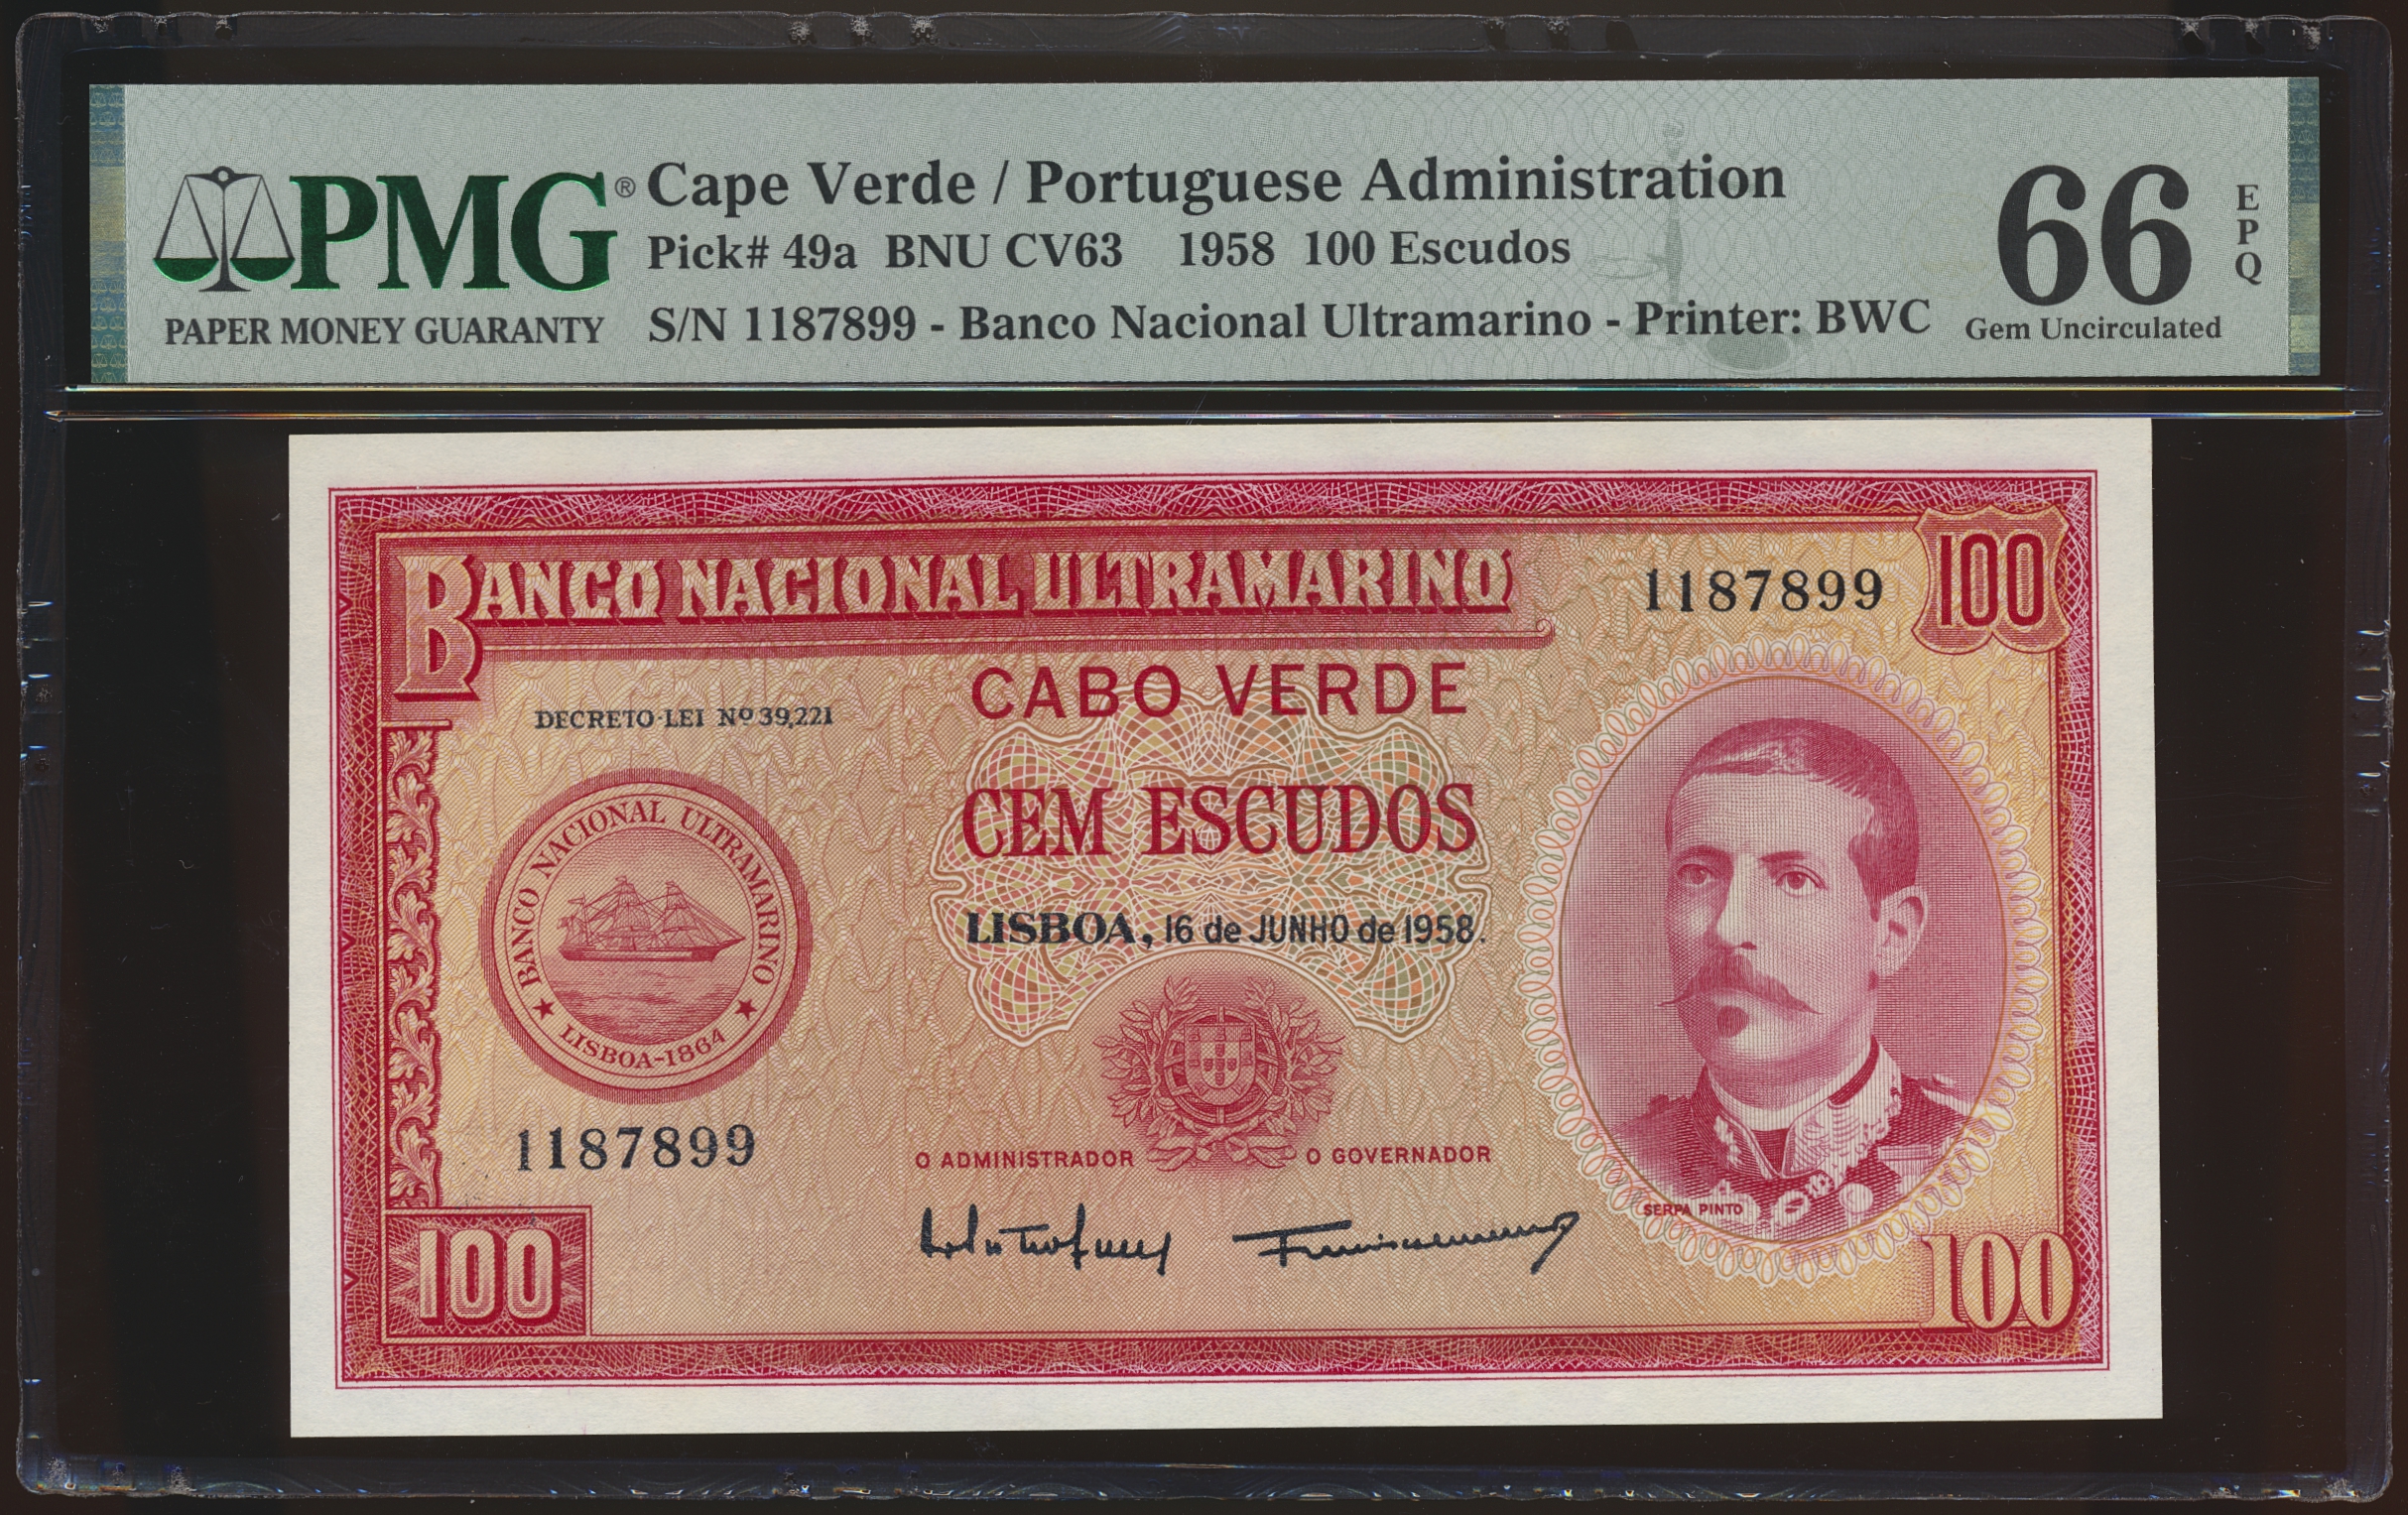 PMG®
PAPER MONEY GUARANTY
Cape Verde / Portuguese Administration
Pick# 49a BNU CV63 1958 100 Escudos
S/N 1187899 - Banco Nacional Ultramarino - Printer: BWC
66
EPQ
Gem Uncirculated
BANCO NACIONAL ULTRAMARINO
1187899
100
CABO VERDE
DECRETO-LEI Nº 39,221
CEM ESCUDOS
BANCO NACIONAL ULTRAMARINO
★ LISBOA-1864 ★
LISBOA, 16 de JUNHO de 1958.
1187899
O ADMINISTRADOR
O GOVERNADOR
SERPA PINTO
100
100